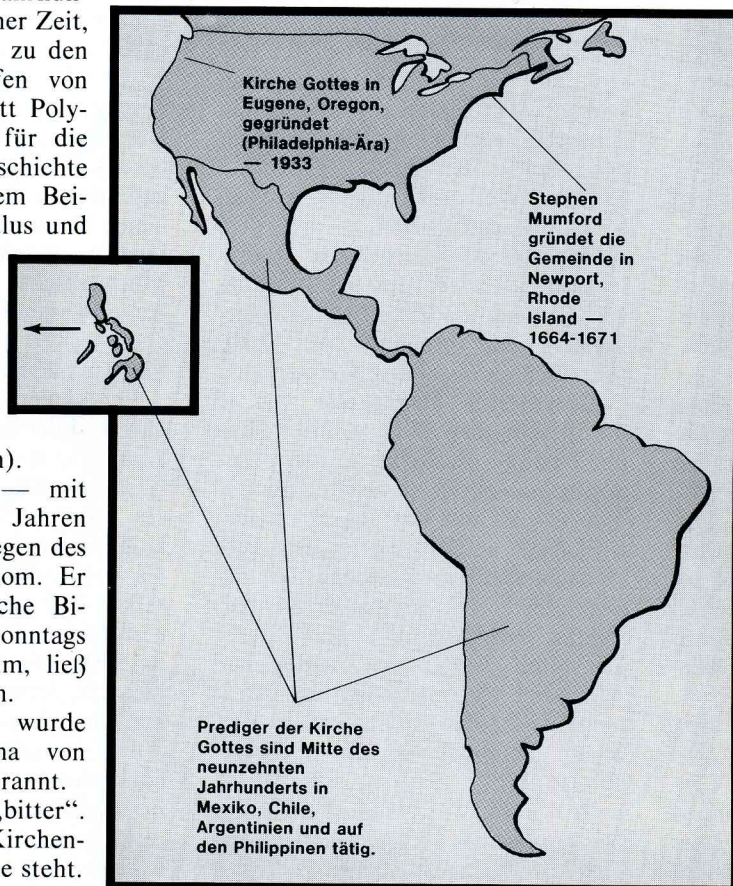 ner Zeit,
zu den
fen von
tt Poly-
für die
schichte
em Bei-
lus und
n).
— mit
Jahren
egen des
om. Er
che Bi-
onntags
m, ließ
n.
wurde
na von
rannt.
„bitter“.
Kirchen-
e steht.
Kirche Gottes in
Eugene, Oregon,
gegründet
(Philadelphia-Ära)
— 1933
Stephen
Mumford
gründet die
Gemeinde in
Newport,
Rhode
Island —
1664-1671
Prediger der Kirche
Gottes sind Mitte des
neunzehnten
Jahrhunderts in
Mexiko, Chile,
Argentinien und auf
den Philippinen tätig.